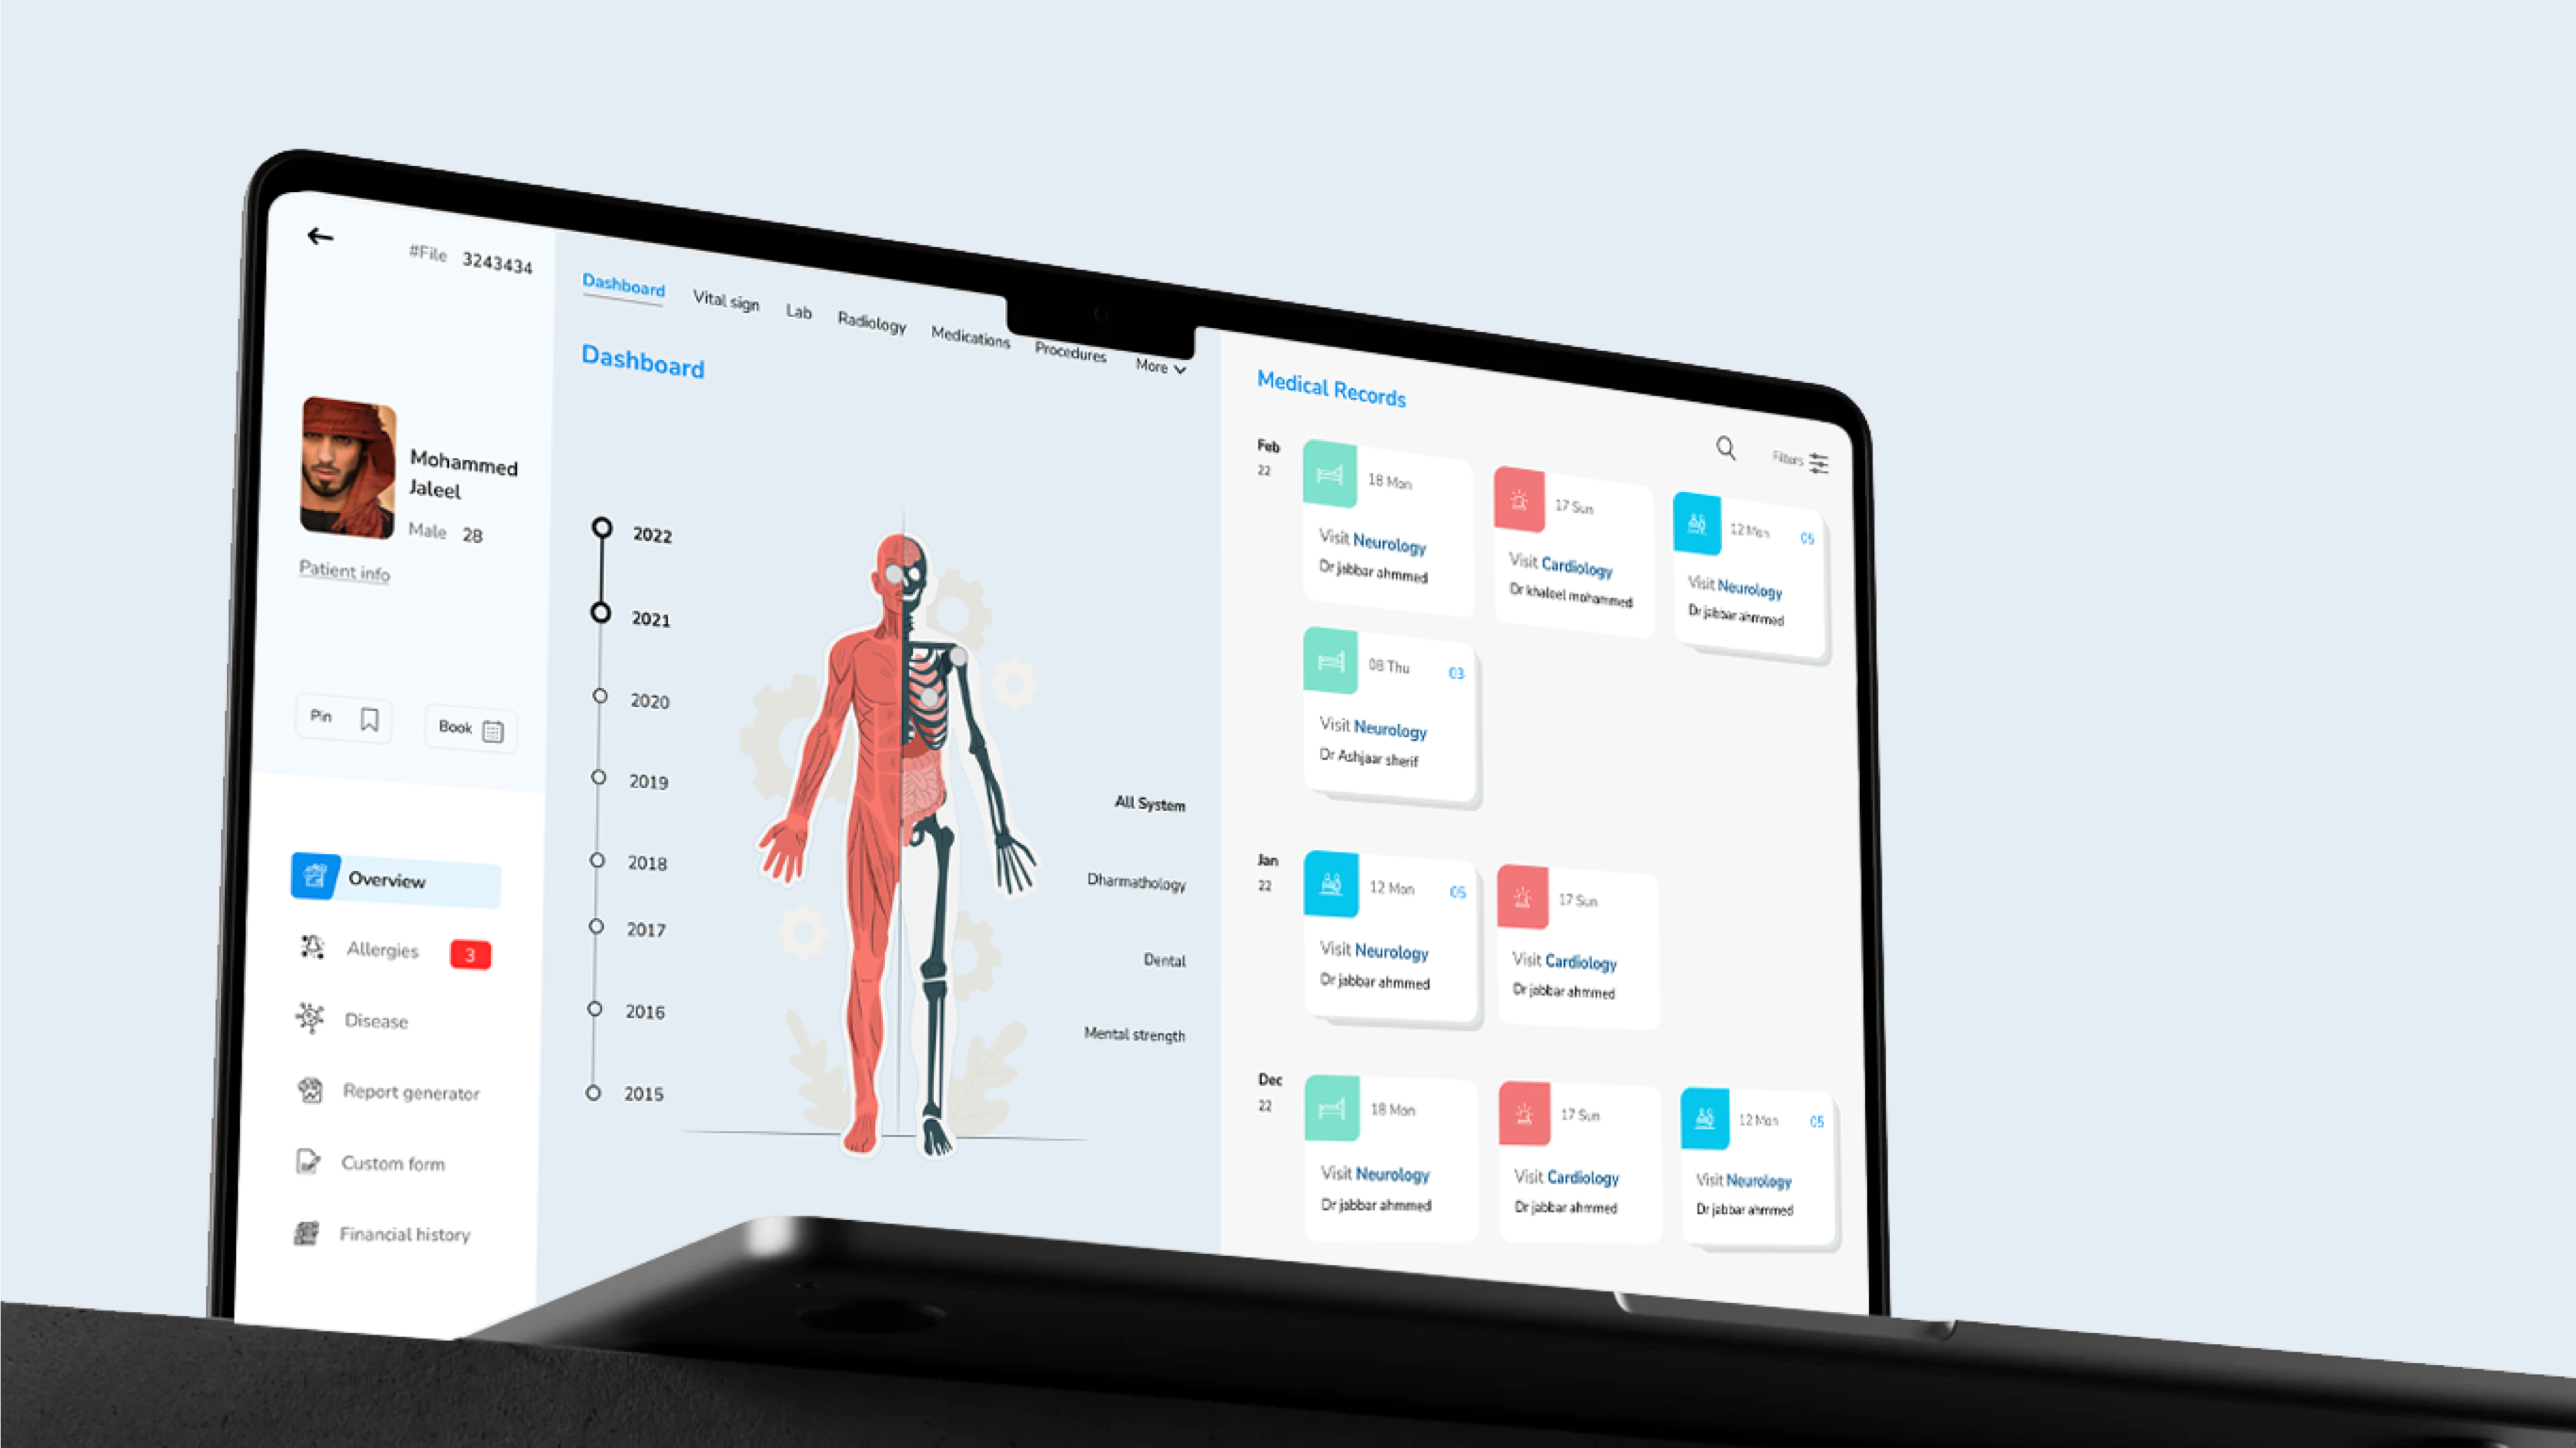 #File 3243434
Mohammed
Jaleel
Male 28
Patient info
Pin
Book
Overview
Allergies 3
Disease
Report generator
Custom form
Financial history
Dashboard Vital sign Lab Radiology Medications Procedures More
Dashboard
2022
2021
2020
2019
2018
2017
2016
2015
All System
Dharmathology
Dental
Mental strength
Medical Records
Filters
Feb
22
18 Mon
Visit Neurology
Dr jabbar ahmmed
17 Sun
Visit Cardiology
Dr khaleel mohammed
12 Mon 05
Visit Neurology
Dr jabbar ahmmed
08 Thu 03
Visit Neurology
Dr Ashjaar sherif
Jan
22
12 Mon 05
Visit Neurology
Dr jabbar ahmmed
17 Sun
Visit Cardiology
Dr jabbar ahmmed
Dec
22
18 Mon
Visit Neurology
Dr jabbar ahmmed
17 Sun
Visit Cardiology
Dr jabbar ahmmed
12 Mon 05
Visit Neurology
Dr jabbar ahmmed